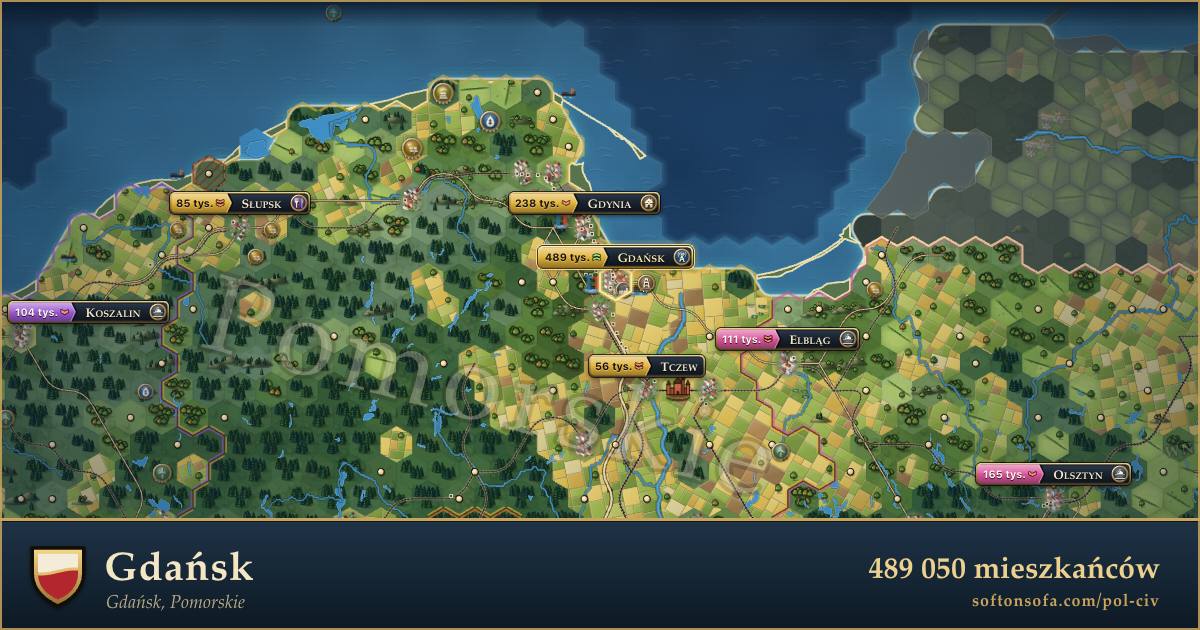 85 tys. Słupsk
238 tys. Gdynia
489 tys. Gdańsk
104 tys. Koszalin
111 tys. Elbląg
56 tys. Tczew
Pomorskie
165 tys. Olsztyn
Gdańsk
Gdańsk, Pomorskie
489 050 mieszkańców
softonsofa.com/pol-civ